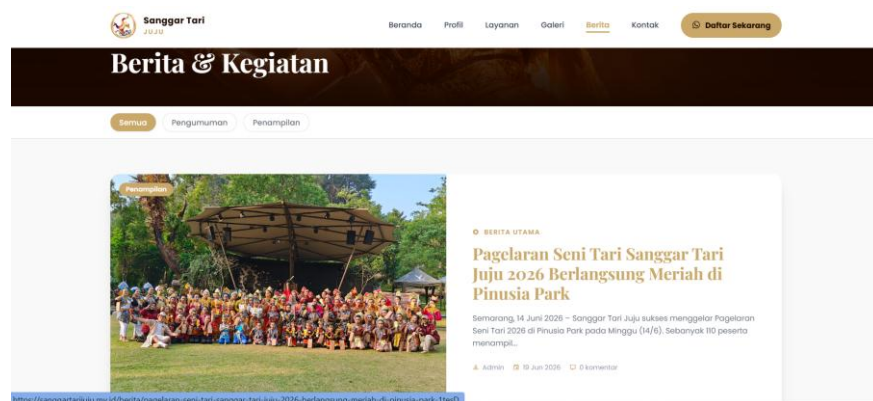 Sanggar Tari
JUJU
Beranda Profil Layanan Galeri Berita Kontak Daftar Sekarang
Berita & Kegiatan
Semua Pengumuman Penampilan
Penampilan
BERITA UTAMA
Pagelaran Seni Tari Sanggar Tari
Juju 2026 Berlangsung Meriah di
Pinusia Park
Semarang, 14 Juni 2026 – Sanggar Tari Juju sukses menggelar Pagelaran
Seni Tari 2026 di Pinusia Park pada Minggu (14/6). Sebanyak 110 peserta
menampil...
Admin 19 Jun 2026 0 komentar